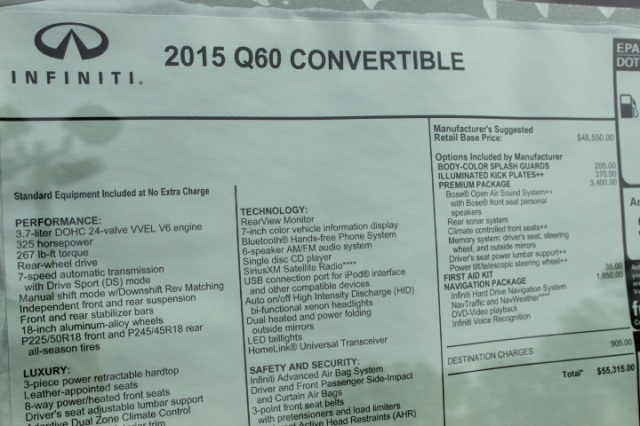 INFINITI.
2015 Q60 CONVERTIBLE
EPA
DOT
Standard Equipment Included at No Extra Charge
PERFORMANCE:
3.7-liter DOHC 24-valve VVEL V6 engine
325 horsepower
267 lb-ft torque
Rear-wheel drive
7-speed automatic transmission
with Drive Sport (DS) mode
Manual shift mode w/Downshift Rev Matching
Independent front and rear suspension
Front and rear stabilizer bars
18-inch aluminum-alloy wheels
P225/50R18 front and P245/45R18 rear
all-season tires
LUXURY:
3-piece power retractable hardtop
Leather-appointed seats
8-way power/heated front seats
Driver's seat adjustable lumbar support
Adaptive Dual Zone Climate Control
TECHNOLOGY:
RearView Monitor
7-inch color vehicle information display
Bluetooth® Hands-free Phone System
6-speaker AM/FM audio system
Single disc CD player
SiriusXM Satellite Radio****
USB connection port for iPod® interface
and other compatible devices
Auto on/off High Intensity Discharge (HID)
bi-functional xenon headlights
Dual heated and power folding
outside mirrors
LED taillights
HomeLink® Universal Transceiver
SAFETY AND SECURITY:
Infiniti Advanced Air Bag System
Driver and Front Passenger Side-Impact
and Curtain Air Bags
3-point front seat belts
with pretensioners and load limiters
Active Head Restraints (AHR)
Manufacturer's Suggested
Retail Base Price: $48,550.00
Options Included by Manufacturer
BODY-COLOR SPLASH GUARDS 205.00
ILLUMINATED KICK PLATES++ 370.00
PREMIUM PACKAGE 3,400.00
Bose® Open Air Sound System++
with Bose® front seat personal
speakers
Rear sonar system
Climate controlled front seats++
Memory system: driver's seat, steering
wheel, and outside mirrors
Driver's seat power lumbar support++
Power tilt/telescopic steering wheel++
FIRST AID KIT 35.00
NAVIGATION PACKAGE 1,850.00
Infiniti Hard Drive Navigation System
NavTraffic and NavWeather****
DVD-Video playback
Infiniti Voice Recognition
DESTINATION CHARGES 905.00
Total* $55,315.00